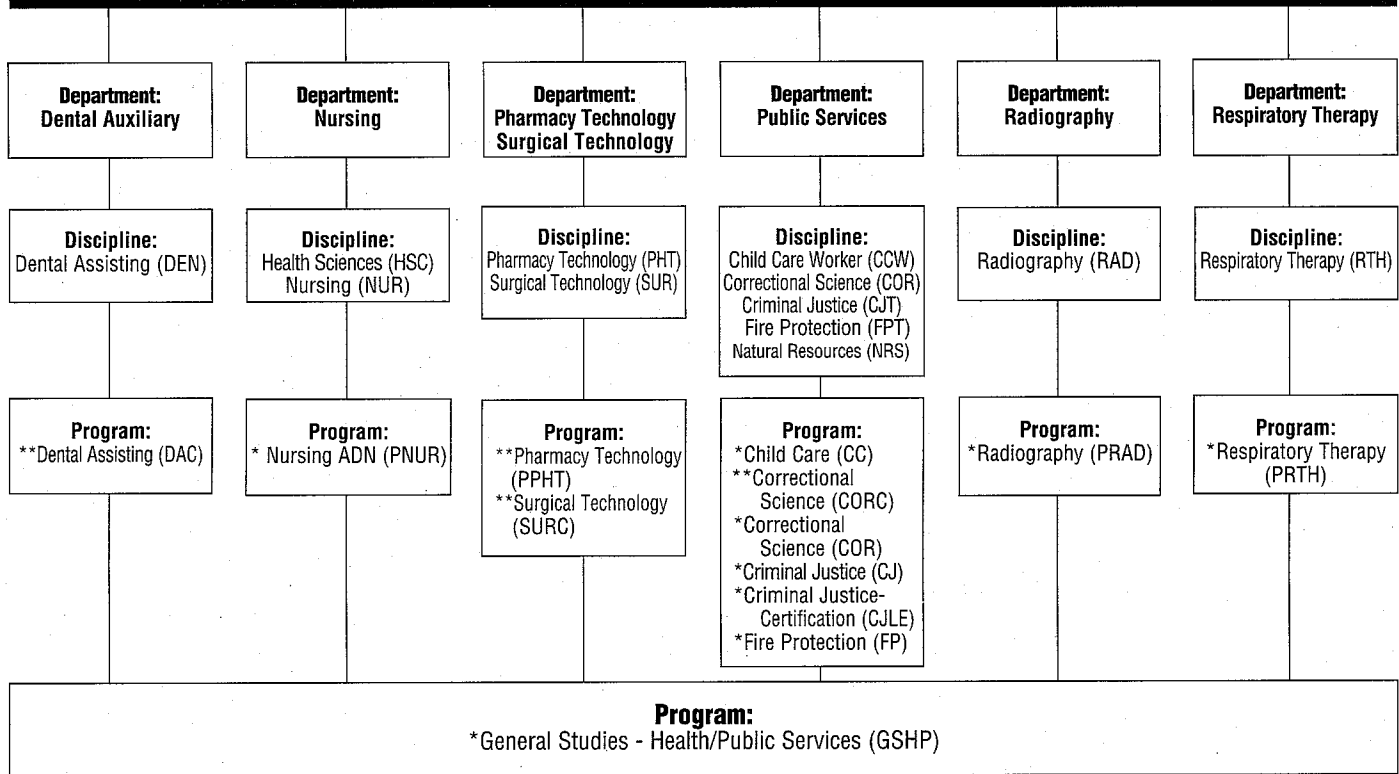 Department:
Dental Auxiliary
Department:
Nursing
Department:
Pharmacy Technology
Surgical Technology
Department:
Public Services
Department:
Radiography
Department:
Respiratory Therapy
Discipline:
Dental Assisting (DEN)
Discipline:
Health Sciences (HSC)
Nursing (NUR)
Discipline:
Pharmacy Technology (PHT)
Surgical Technology (SUR)
Discipline:
Child Care Worker (CCW)
Correctional Science (COR)
Criminal Justice (CJT)
Fire Protection (FPT)
Natural Resources (NRS)
Discipline:
Radiography (RAD)
Discipline:
Respiratory Therapy (RTH)
Program:
**Dental Assisting (DAC)
Program:
* Nursing ADN (PNUR)
Program:
**Pharmacy Technology
(PPHT)
**Surgical Technology
(SURC)
Program:
*Child Care (CC)
**Correctional
Science (CORC)
*Correctional
Science (COR)
*Criminal Justice (CJ)
*Criminal Justice-
Certification (CJLE)
*Fire Protection (FP)
Program:
*Radiography (PRAD)
Program:
*Respiratory Therapy
(PRTH)
Program:
*General Studies - Health/Public Services (GSHP)